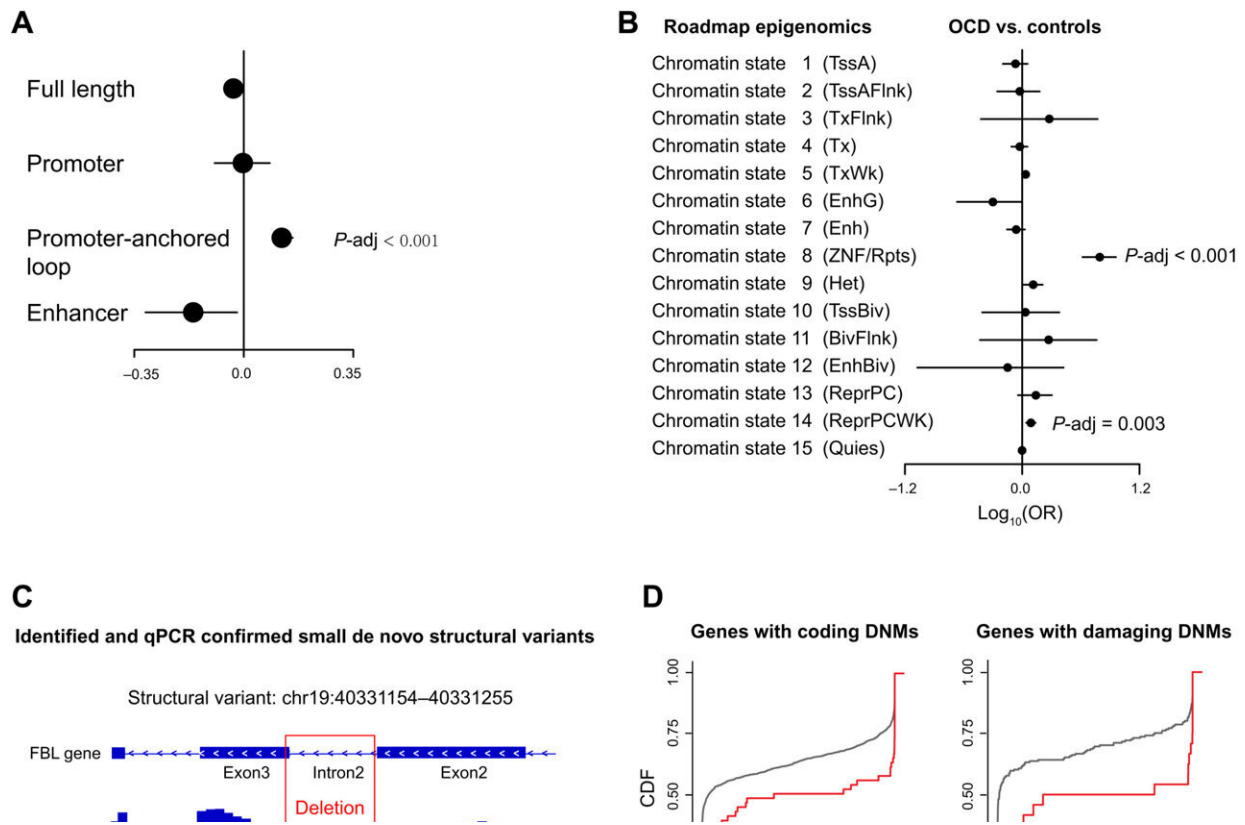 A
Full length
Promoter
Promoter-anchored
loop
P-adj < 0.001
Enhancer
−0.35 0.0 0.35
B
Roadmap epigenomics OCD vs. controls
Chromatin state 1 (TssA)
Chromatin state 2 (TssAFlnk)
Chromatin state 3 (TxFlnk)
Chromatin state 4 (Tx)
Chromatin state 5 (TxWk)
Chromatin state 6 (EnhG)
Chromatin state 7 (Enh)
Chromatin state 8 (ZNF/Rpts) P-adj < 0.001
Chromatin state 9 (Het)
Chromatin state 10 (TssBiv)
Chromatin state 11 (BivFlnk)
Chromatin state 12 (EnhBiv)
Chromatin state 13 (ReprPC)
Chromatin state 14 (ReprPCWK) P-adj = 0.003
Chromatin state 15 (Quies)
−1.2 0.0 1.2
Log10(OR)
C
Identified and qPCR confirmed small de novo structural variants
Structural variant: chr19:40331154–40331255
FBL gene
Exon3 Intron2 Exon2
Deletion
D
Genes with coding DNMs Genes with damaging DNMs
CDF
1.00
0.75
0.50
1.00
0.75
0.50